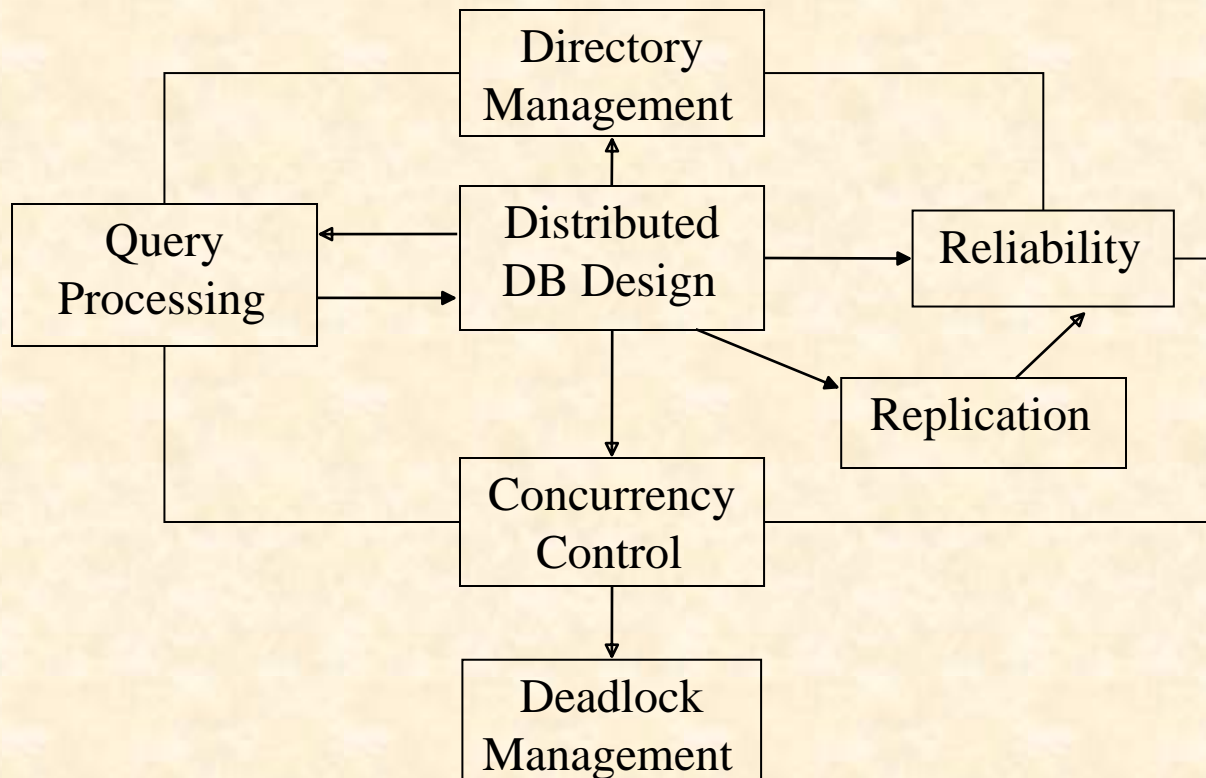 Directory
Management
Query
Processing
Distributed
DB Design
Reliability
Replication
Concurrency
Control
Deadlock
Management